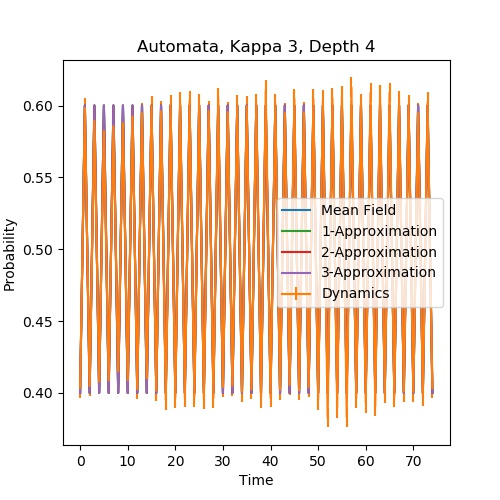 Automata, Kappa 3, Depth 4
Probability
0.60
0.55
0.50
0.45
0.40
Mean Field
1-Approximation
2-Approximation
3-Approximation
Dynamics
0 10 20 30 40 50 60 70
Time